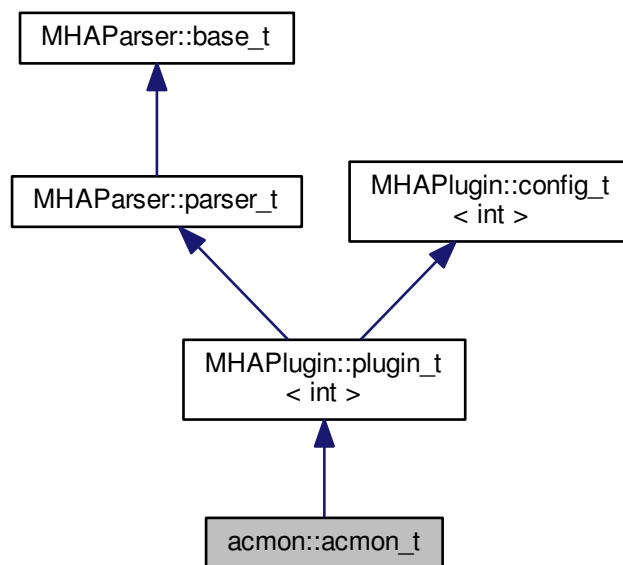 MHAParser::base_t
MHAParser::parser_t
MHAPlugin::config_t
< int >
MHAPlugin::plugin_t
< int >
acmon::acmon_t